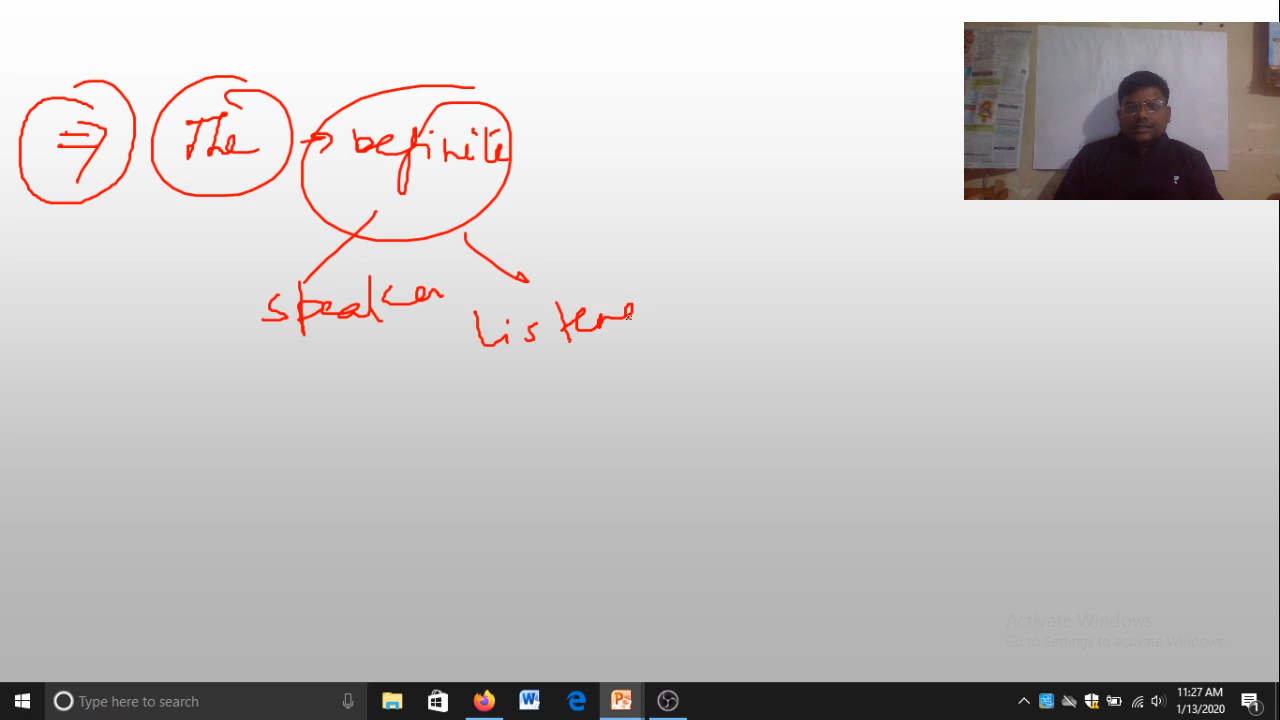 ⇒ The → Definite
Speaker
Listene
Activate Windows
Go to Settings to activate Windows.
Type here to search
11:27 AM
1/13/2020